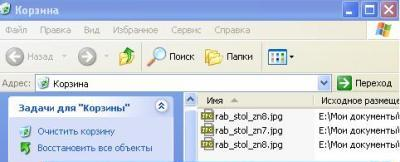 Корзина
Файл Правка Вид Избранное Сервис Справка
Назад Поиск Папки
Адрес: Корзина Переход
Задачи для "Корзины"
Очистить корзину
Восстановить все объекты
Имя Исходное размеще
rab_stol_zn8.jpg E:\Мои документы\
rab_stol_zn7.jpg E:\Мои документы\
rab_stol_zn8.jpg E:\Мои документы\